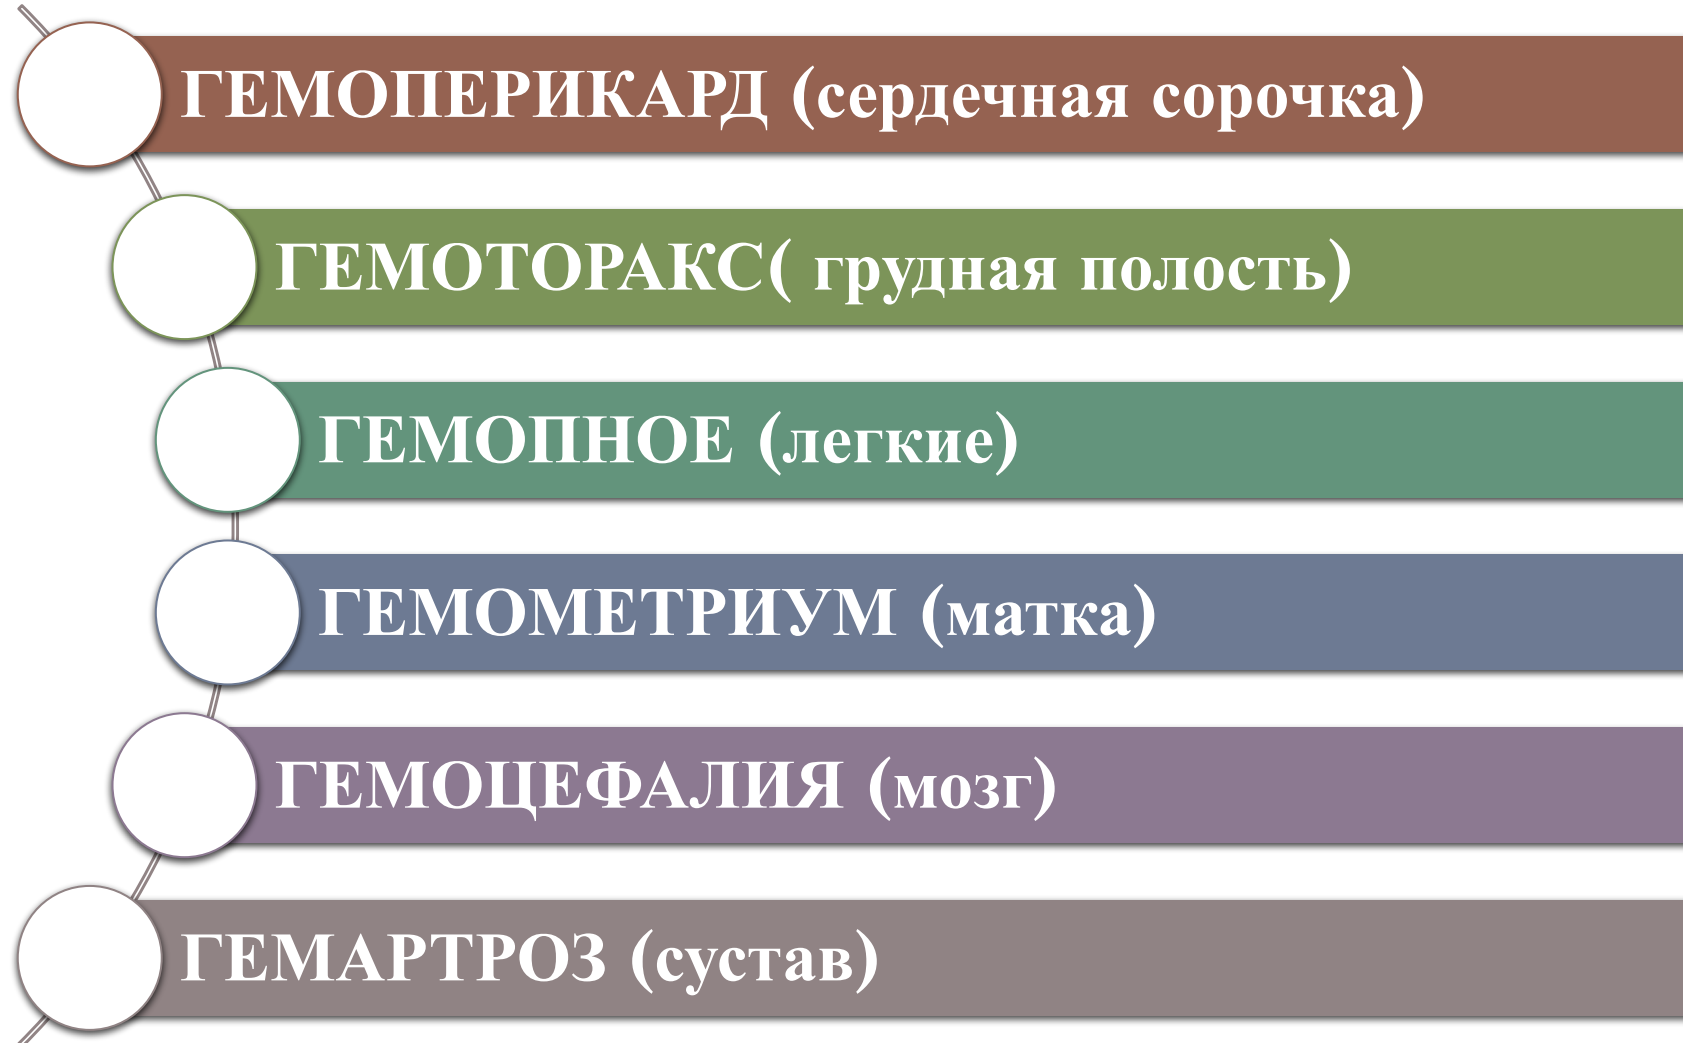 ГЕМОПЕРИКАРД (сердечная сорочка)
ГЕМОТОРАКС( грудная полость)
ГЕМОПНОЕ (легкие)
ГЕМОМЕТРИУМ (матка)
ГЕМОЦЕФАЛИЯ (мозг)
ГЕМАРТРОЗ (сустав)